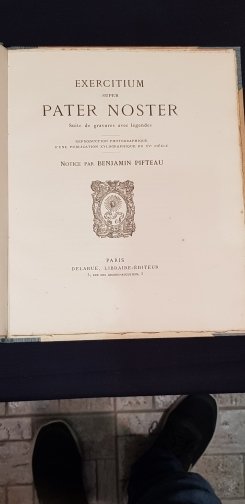 EXERCITIUM
SUPER
PATER NOSTER
Suite de gravures avec légendes
REPRODUCTION PHOTOGRAPHIQUE
D'UNE PUBLICATION XYLOGRAPHIQUE DU XVe SIÈCLE
NOTICE PAR BENJAMIN PIFTEAU
PARIS
DELARUE, LIBRAIRE-ÉDITEUR